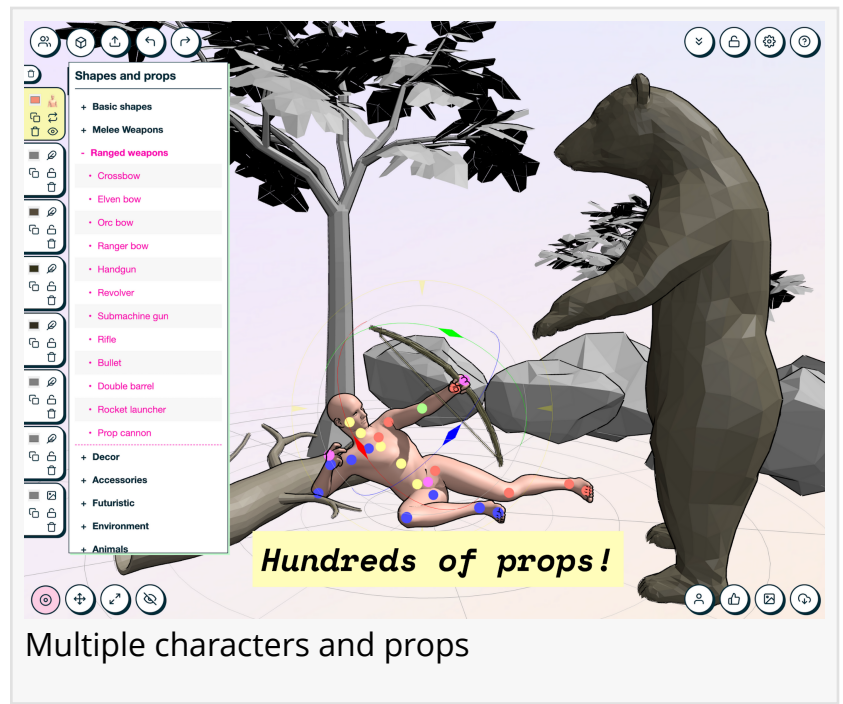 Shapes and props
+ Basic shapes
+ Melee Weapons
- Ranged weapons
• Crossbow
• Elven bow
• Orc bow
• Ranger bow
• Handgun
• Revolver
• Submachine gun
• Rifle
• Bullet
• Double barrel
• Rocket launcher
• Prop cannon
+ Decor
+ Accessories
+ Futuristic
+ Environment
+ Animals
Hundreds of props!
Multiple characters and props